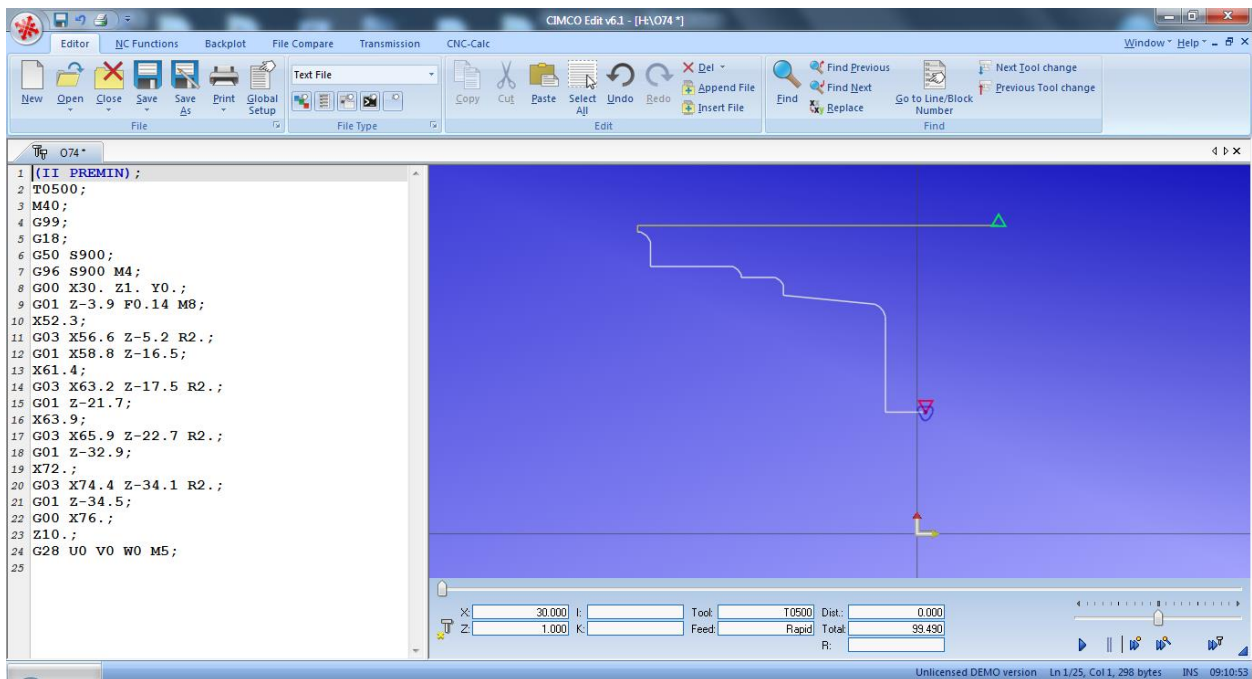 CIMCO Edit v6.1 - [H:\O74 *]
Editor NC Functions Backplot File Compare Transmission CNC-Calc Window Help
New Open Close Save Save As Print Global Setup
File
Text File
File Type
Copy Cut Paste Select All Undo Redo Del Append File Insert File
Edit
Find Find Previous Find Next Replace Go to Line/Block Number Next Tool change Previous Tool change
Find
O74*
1 (II PREMIN);
2 T0500;
3 M40;
4 G99;
5 G18;
6 G50 S900;
7 G96 S900 M4;
8 G00 X30. Z1. Y0.;
9 G01 Z-3.9 F0.14 M8;
10 X52.3;
11 G03 X56.6 Z-5.2 R2.;
12 G01 X58.8 Z-16.5;
13 X61.4;
14 G03 X63.2 Z-17.5 R2.;
15 G01 Z-21.7;
16 X63.9;
17 G03 X65.9 Z-22.7 R2.;
18 G01 Z-32.9;
19 X72.;
20 G03 X74.4 Z-34.1 R2.;
21 G01 Z-34.5;
22 G00 X76.;
23 Z10.;
24 G28 U0 V0 W0 M5;
25
X: 30.000 I: Tool: T0500 Dist.: 0.000
Z: 1.000 K: Feed: Rapid Total: 99.490
R:
Unlicensed DEMO version Ln 1/25, Col 1, 298 bytes INS 09:10:53